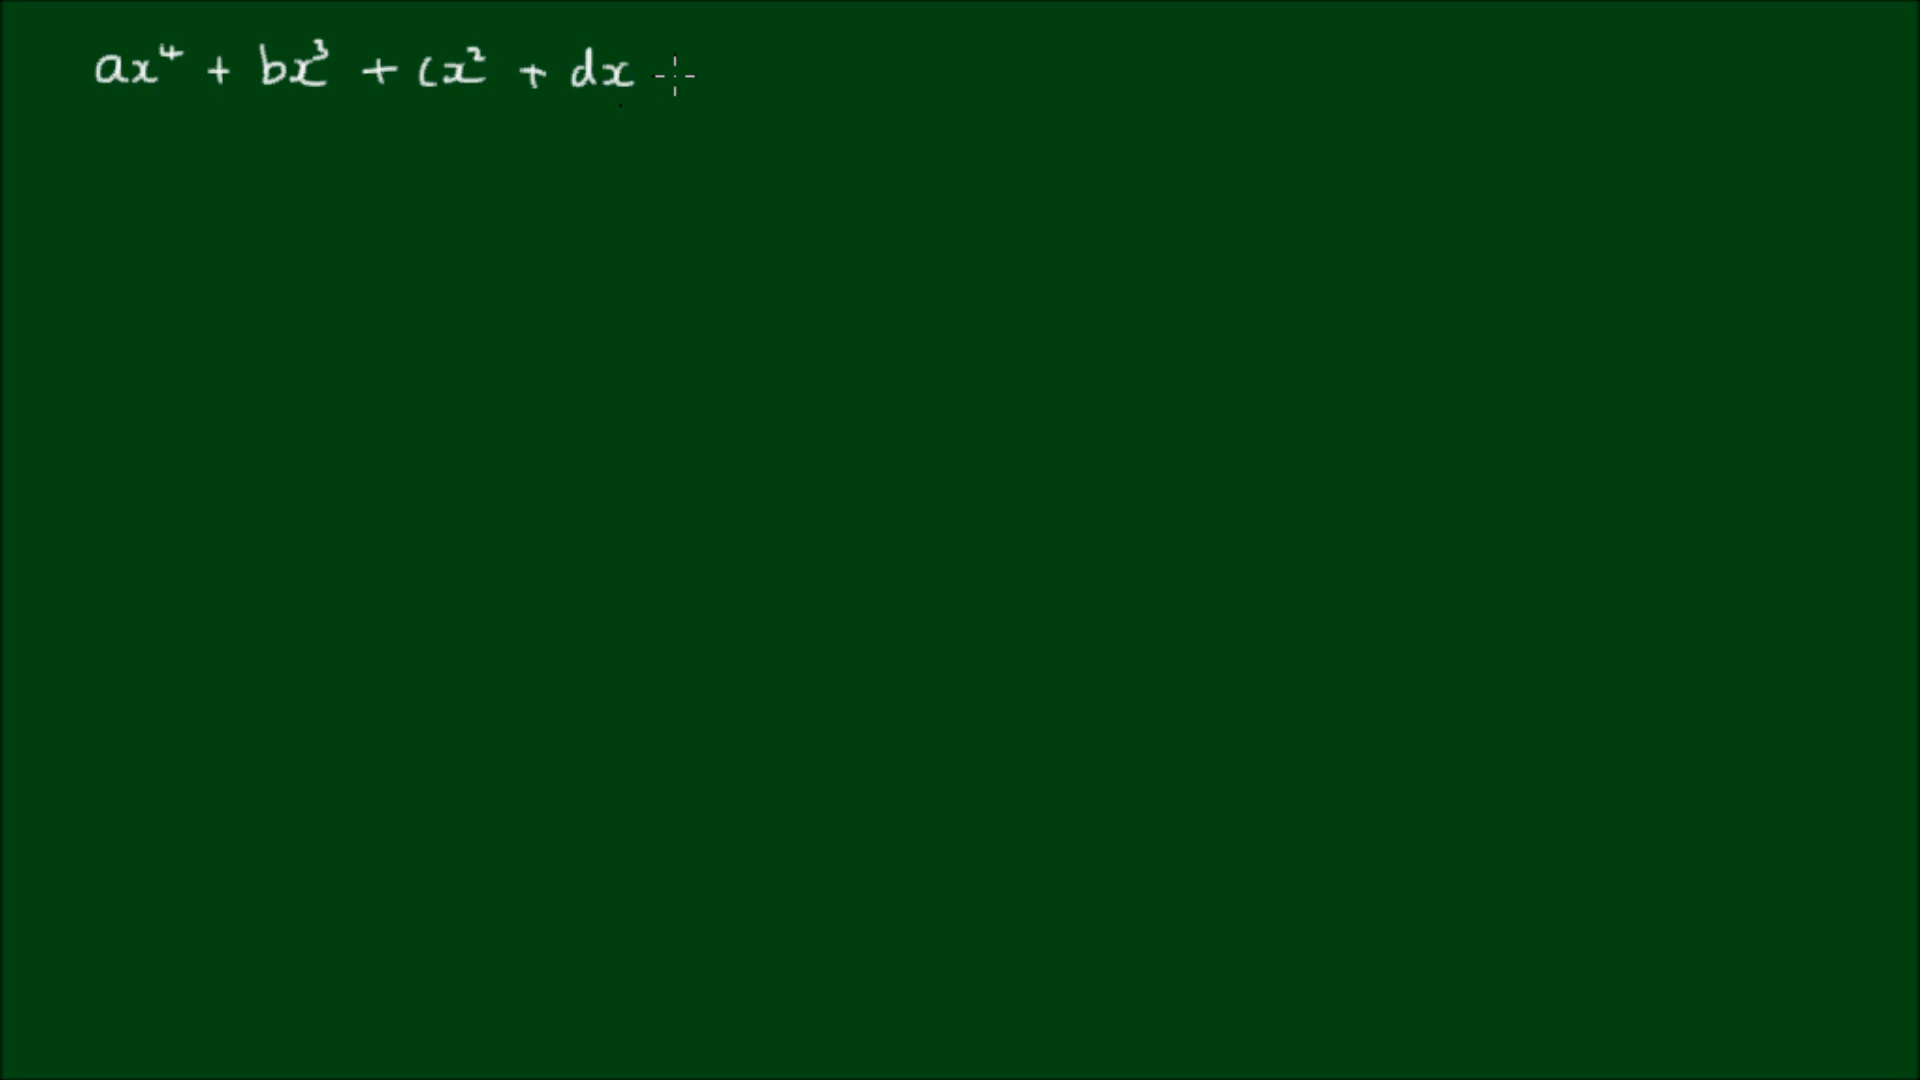 ax⁴ + bx³ + cx² + dx